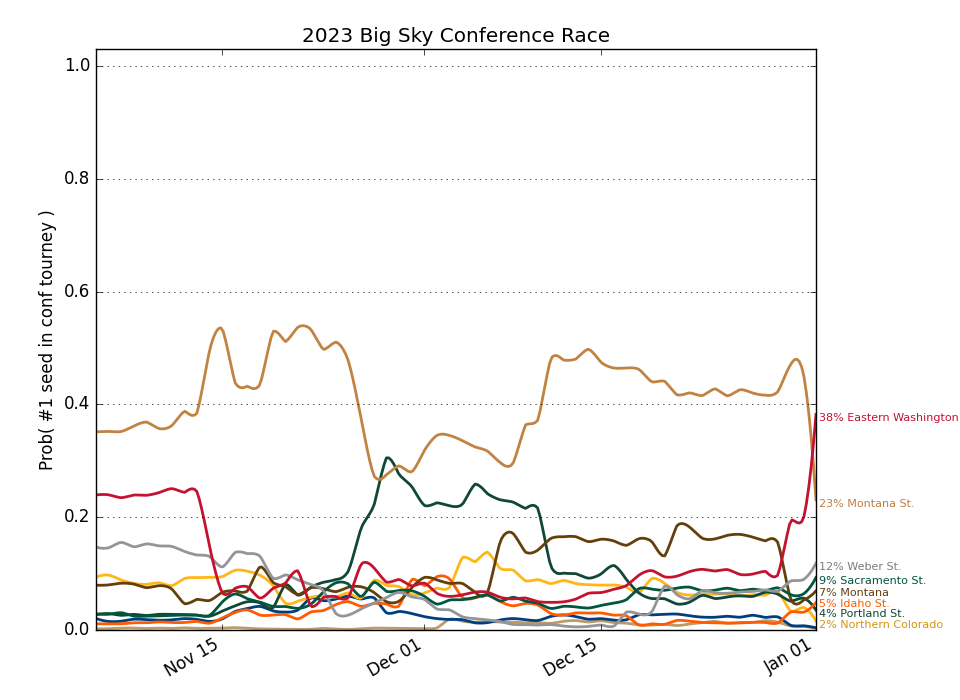 2023 Big Sky Conference Race
Prob( #1 seed in conf tourney )
1.0
0.8
0.6
0.4
0.2
0.0
Nov 15
Dec 01
Dec 15
Jan 01
38% Eastern Washington
23% Montana St.
12% Weber St.
9% Sacramento St.
7% Montana
5% Idaho St.
4% Portland St.
2% Northern Colorado